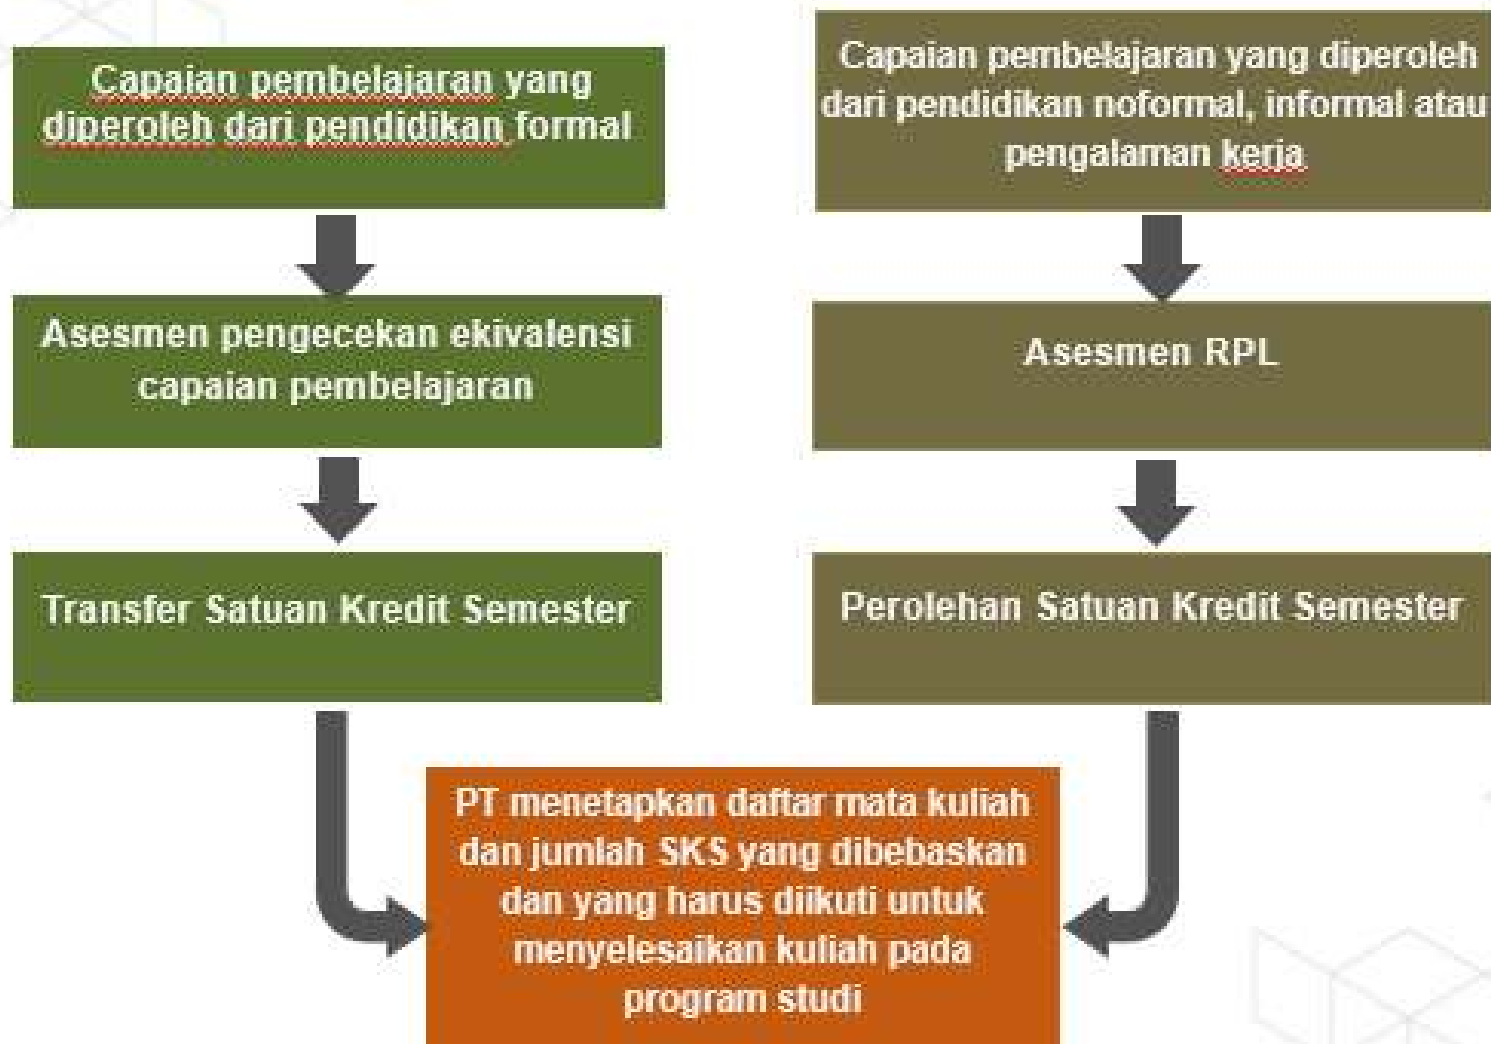 Capaian pembelajaran yang
diperoleh dari pendidikan formal
Asesmen pengecekan ekivalensi
capaian pembelajaran
Transfer Satuan Kredit Semester
Capaian pembelajaran yang diperoleh
dari pendidikan noformal, informal atau
pengalaman kerja
Asesmen RPL
Perolehan Satuan Kredit Semester
PT menetapkan daftar mata kuliah
dan jumlah SKS yang dibebaskan
dan yang harus diikuti untuk
menyelesaikan kuliah pada
program studi